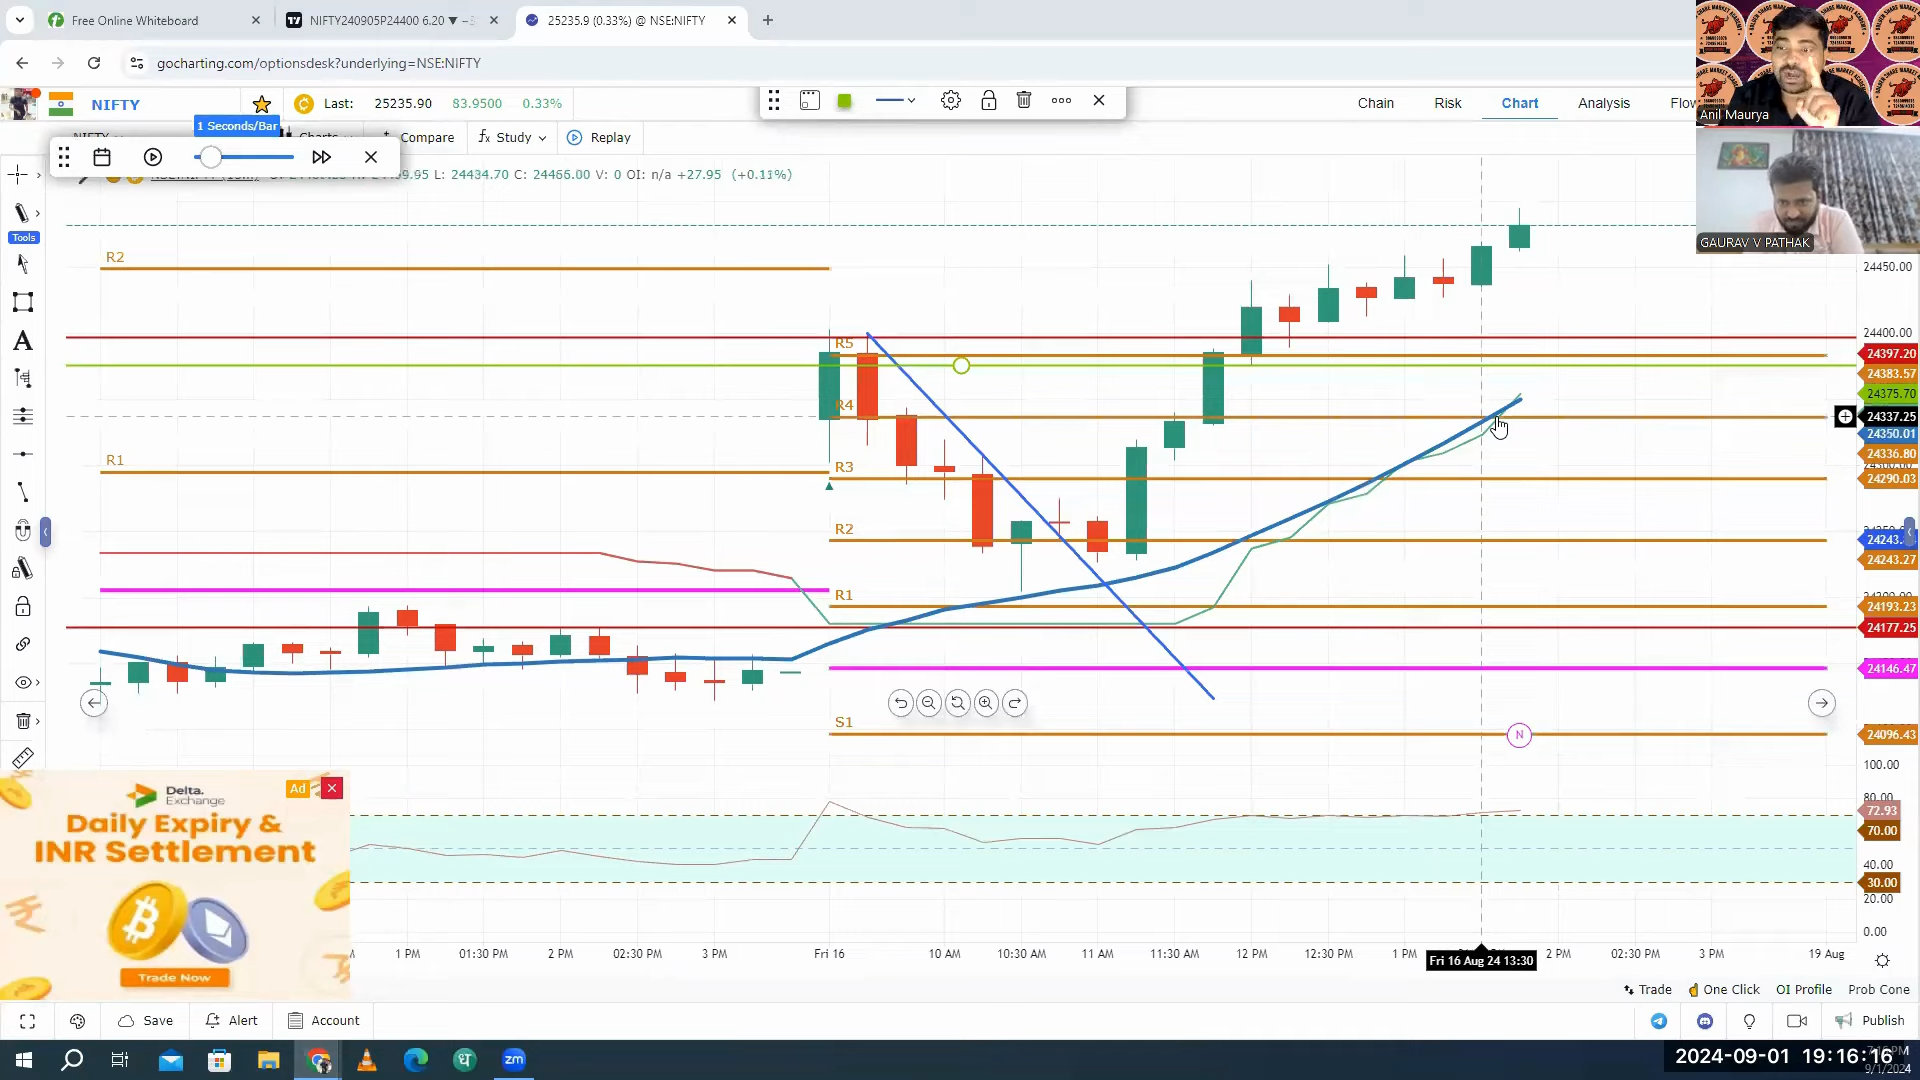 Free Online Whiteboard
NIFTY240905P24400 6.20 ▼
25235.9 (0.33%) @ NSE:NIFTY
gocharting.com/optionsdesk?underlying=NSE:NIFTY
NIFTY
Last: 25235.90 83.9500 0.33%
Chain
Risk
Chart
Analysis
Flow
1 Seconds/Bar
Compare
fx Study
Replay
L: 24434.70 C: 24466.00 V: 0 OI: n/a +27.95 (+0.11%)
Anil Maurya
GAURAV V PATHAK
Tools
R2
R1
R5
R4
R3
R2
R1
S1
N
24450.00
24400.00
24397.20
24383.57
24375.70
24337.25
24350.01
24336.80
24290.03
24243.27
24193.23
24177.25
24146.47
24096.43
100.00
80.00
72.93
70.00
40.00
30.00
20.00
0.00
1 PM
01:30 PM
2 PM
02:30 PM
3 PM
Fri 16
10 AM
10:30 AM
11 AM
11:30 AM
12 PM
12:30 PM
1 PM
Fri 16 Aug 24 13:30
2 PM
02:30 PM
3 PM
19 Aug
Ad
Delta.
Exchange
Daily Expiry &
INR Settlement
Trade Now
Trade
One Click
OI Profile
Prob Cone
Save
Alert
Account
Publish
zm
2024-09-01 19:16:16
9/1/2024